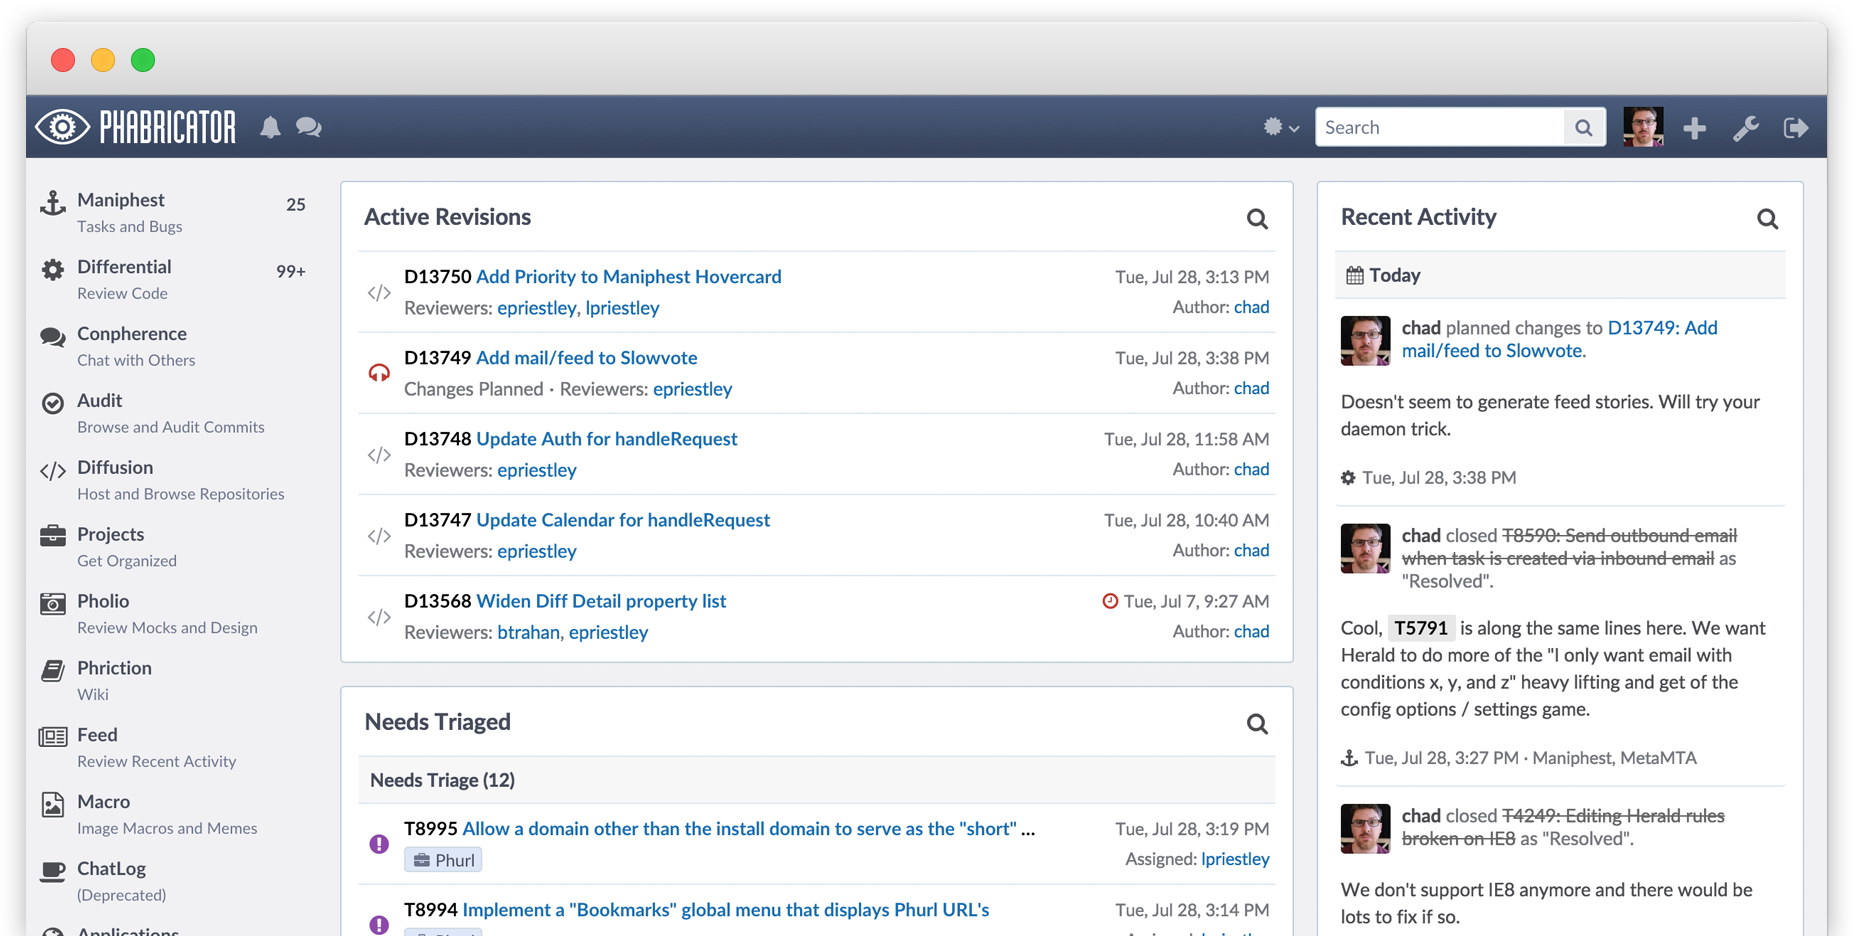 PHABRICATOR
Search
Maniphest 25
Tasks and Bugs
Differential 99+
Review Code
Conpherence
Chat with Others
Audit
Browse and Audit Commits
Diffusion
Host and Browse Repositories
Projects
Get Organized
Pholio
Review Mocks and Design
Phriction
Wiki
Feed
Review Recent Activity
Macro
Image Macros and Memes
ChatLog
(Deprecated)
Applications
Active Revisions
D13750 Add Priority to Maniphest Hovercard Tue, Jul 28, 3:13 PM
Reviewers: epriestley, lpriestley Author: chad
D13749 Add mail/feed to Slowvote Tue, Jul 28, 3:38 PM
Changes Planned · Reviewers: epriestley Author: chad
D13748 Update Auth for handleRequest Tue, Jul 28, 11:58 AM
Reviewers: epriestley Author: chad
D13747 Update Calendar for handleRequest Tue, Jul 28, 10:40 AM
Reviewers: epriestley Author: chad
D13568 Widen Diff Detail property list Tue, Jul 7, 9:27 AM
Reviewers: btrahan, epriestley Author: chad
Needs Triaged
Needs Triage (12)
T8995 Allow a domain other than the install domain to serve as the "short" ... Tue, Jul 28, 3:19 PM
Phurl Assigned: lpriestley
T8994 Implement a "Bookmarks" global menu that displays Phurl URL's Tue, Jul 28, 3:14 PM
Recent Activity
Today
chad planned changes to D13749: Add
mail/feed to Slowvote.
Doesn't seem to generate feed stories. Will try your
daemon trick.
Tue, Jul 28, 3:38 PM
chad closed T8590: Send outbound email
when task is created via inbound email as
"Resolved".
Cool, T5791 is along the same lines here. We want
Herald to do more of the "I only want email with
conditions x, y, and z" heavy lifting and get of the
config options / settings game.
Tue, Jul 28, 3:27 PM · Maniphest, MetaMTA
chad closed T4249: Editing Herald rules
broken on IE8 as "Resolved".
We don't support IE8 anymore and there would be
lots to fix if so.